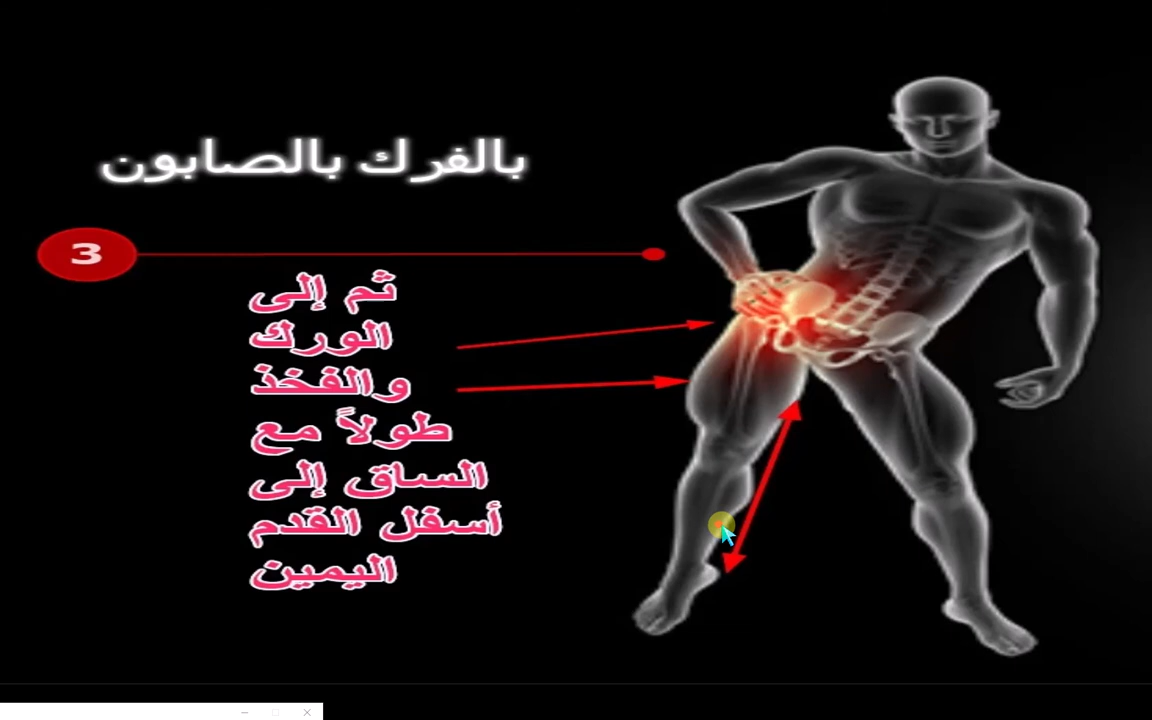 بالفرك بالصابون
3
ثم إلى
الورك
والفخذ
طولاً مع
الساق إلى
أسفل القدم
اليمين